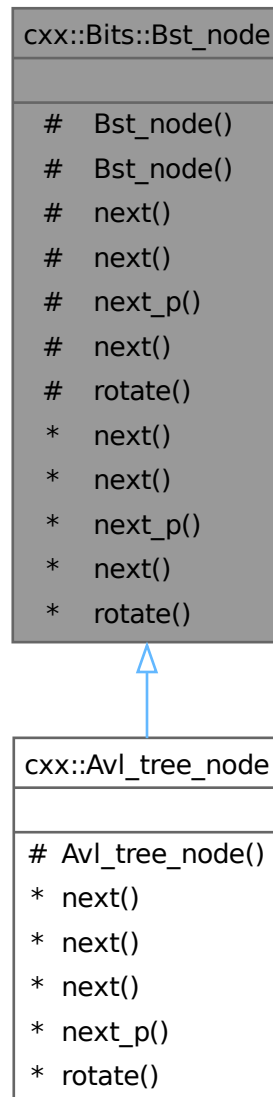 cxx::Bits::Bst_node
# Bst_node()
# Bst_node()
# next()
# next()
# next_p()
# next()
# rotate()
* next()
* next()
* next_p()
* next()
* rotate()
cxx::Avl_tree_node
# Avl_tree_node()
* next()
* next()
* next()
* next_p()
* rotate()